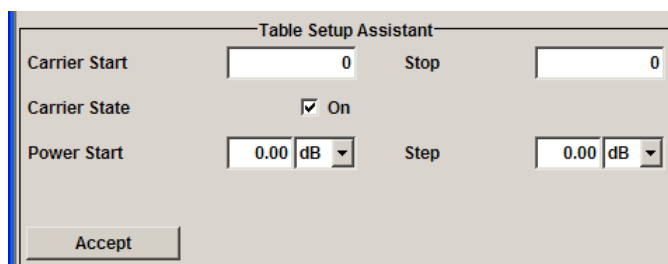 Table Setup Assistant
Carrier Start 0 Stop 0
Carrier State On
Power Start 0.00 dB Step 0.00 dB
Accept